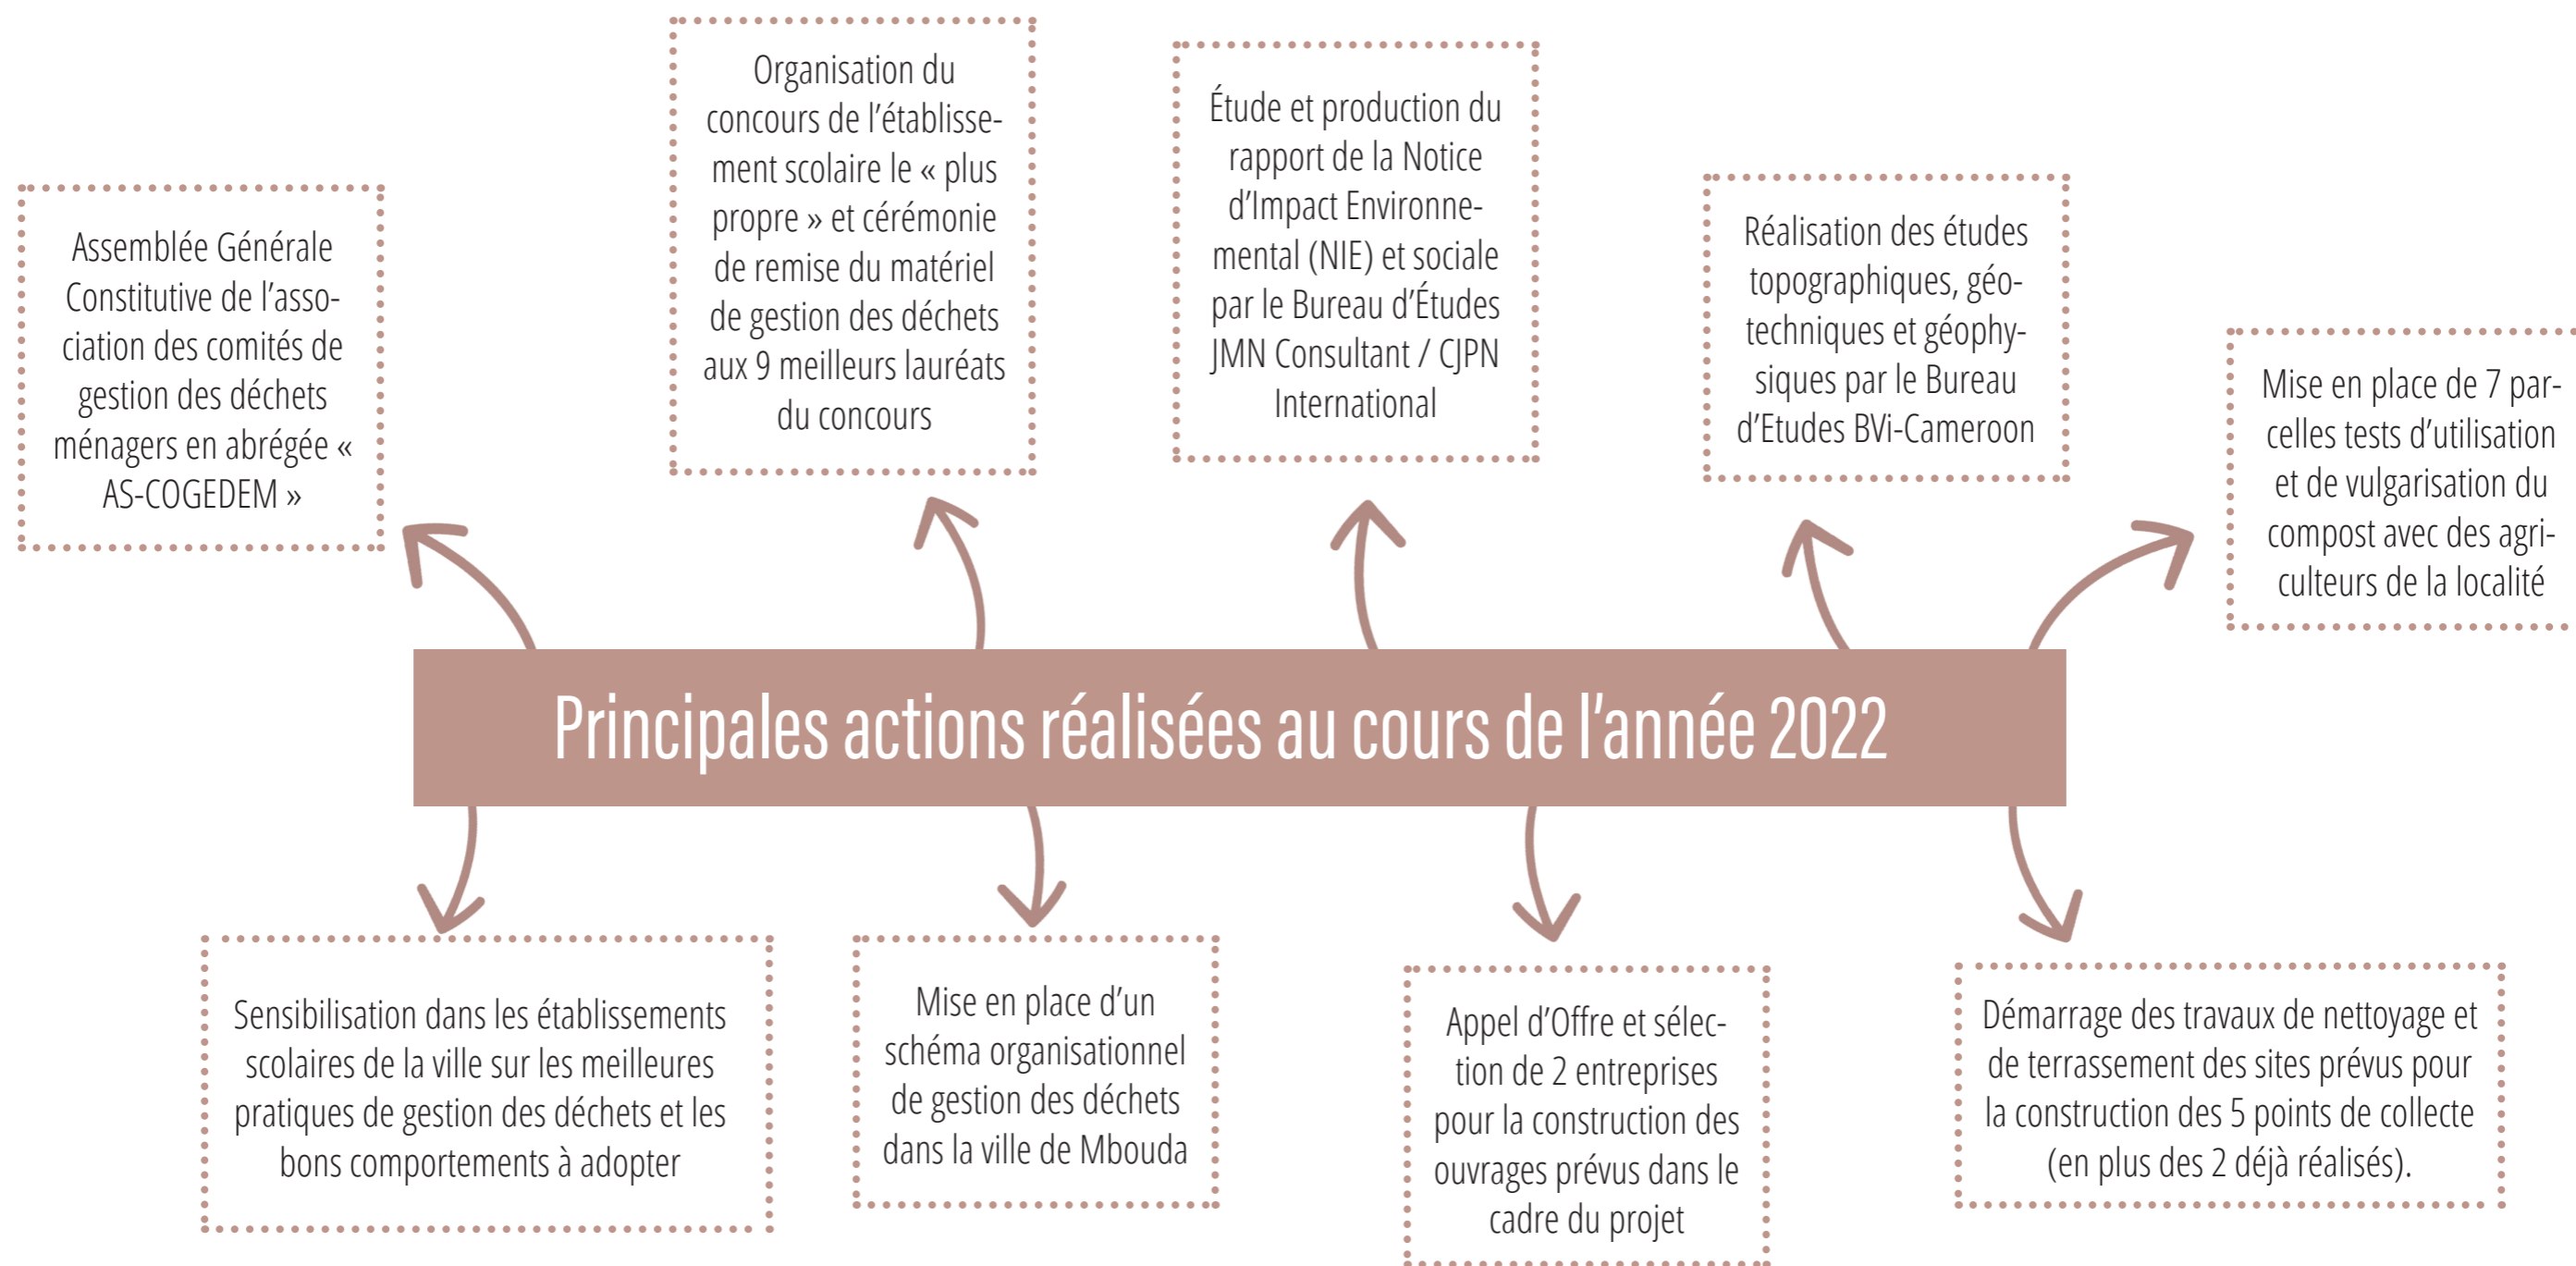 Assemblée Générale
Constitutive de l’asso-
ciation des comités de
gestion des déchets
ménagers en abrégée «
AS-COGEDEM »
Organisation du
concours de l’établisse-
ment scolaire le « plus
propre » et cérémonie
de remise du matériel
de gestion des déchets
aux 9 meilleurs lauréats
du concours
Étude et production du
rapport de la Notice
d’Impact Environne-
mental (NIE) et sociale
par le Bureau d’Études
JMN Consultant / CJPN
International
Réalisation des études
topographiques, géo-
techniques et géophy-
siques par le Bureau
d’Etudes BVi-Cameroon
Mise en place de 7 par-
celles tests d’utilisation
et de vulgarisation du
compost avec des agri-
culteurs de la localité
Principales actions réalisées au cours de l’année 2022
Sensibilisation dans les établissements
scolaires de la ville sur les meilleures
pratiques de gestion des déchets et les
bons comportements à adopter
Mise en place d’un
schéma organisationnel
de gestion des déchets
dans la ville de Mbouda
Appel d’Offre et sélec-
tion de 2 entreprises
pour la construction des
ouvrages prévus dans le
cadre du projet
Démarrage des travaux de nettoyage et
de terrassement des sites prévus pour
la construction des 5 points de collecte
(en plus des 2 déjà réalisés).